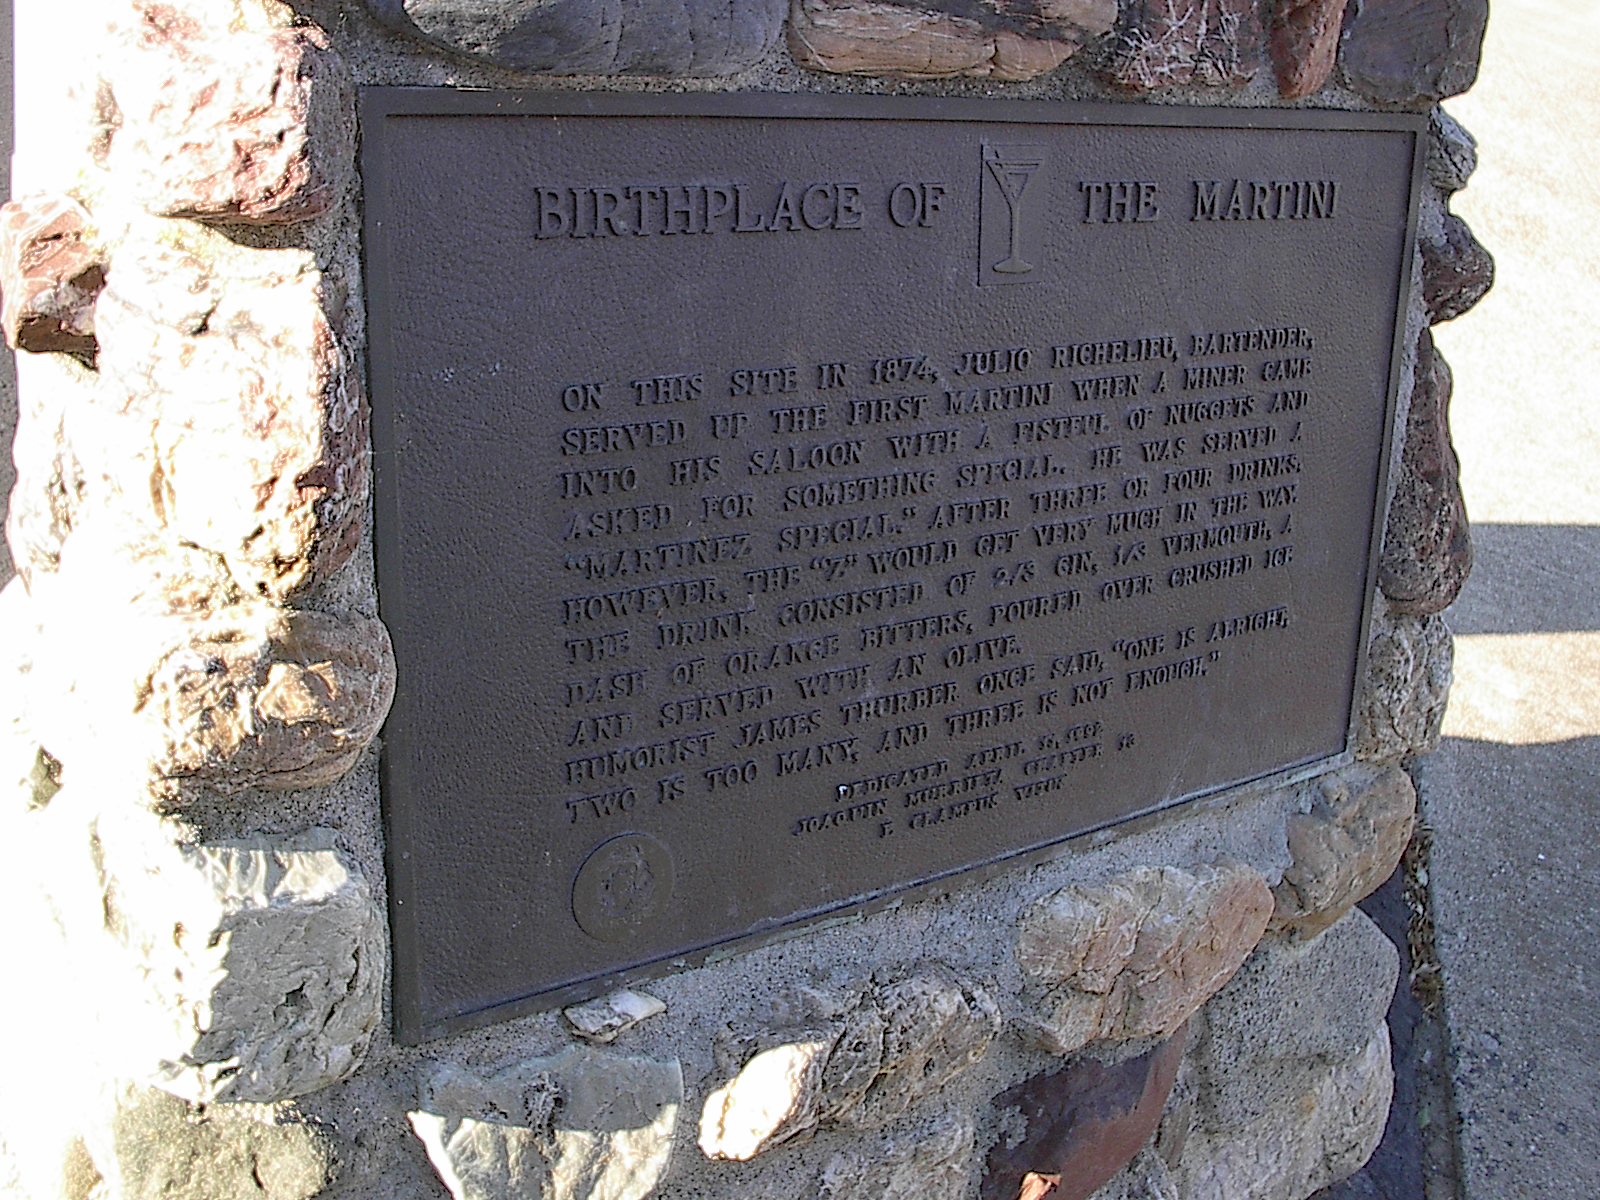 BIRTHPLACE OF THE MARTINI
ON THIS SITE IN 1874, JULIO RICHELIEU, BARTENDER,
SERVED UP THE FIRST MARTINI WHEN A MINER CAME
INTO HIS SALOON WITH A FISTFUL OF NUGGETS AND
ASKED FOR SOMETHING SPECIAL. HE WAS SERVED A
"MARTINEZ SPECIAL." AFTER THREE OR FOUR DRINKS,
HOWEVER, THE "Z" WOULD GET VERY MUCH IN THE WAY.
THE DRINK CONSISTED OF 2/3 GIN, 1/3 VERMOUTH, A
DASH OF ORANGE BITTERS, POURED OVER CRUSHED ICE
AND SERVED WITH AN OLIVE.
HUMORIST JAMES THURBER ONCE SAID, "ONE IS ALRIGHT,
TWO IS TOO MANY, AND THREE IS NOT ENOUGH."
DEDICATED APRIL
JOAQUIN MURRIETA CHAPTER 13
E CLAMPUS VITUS